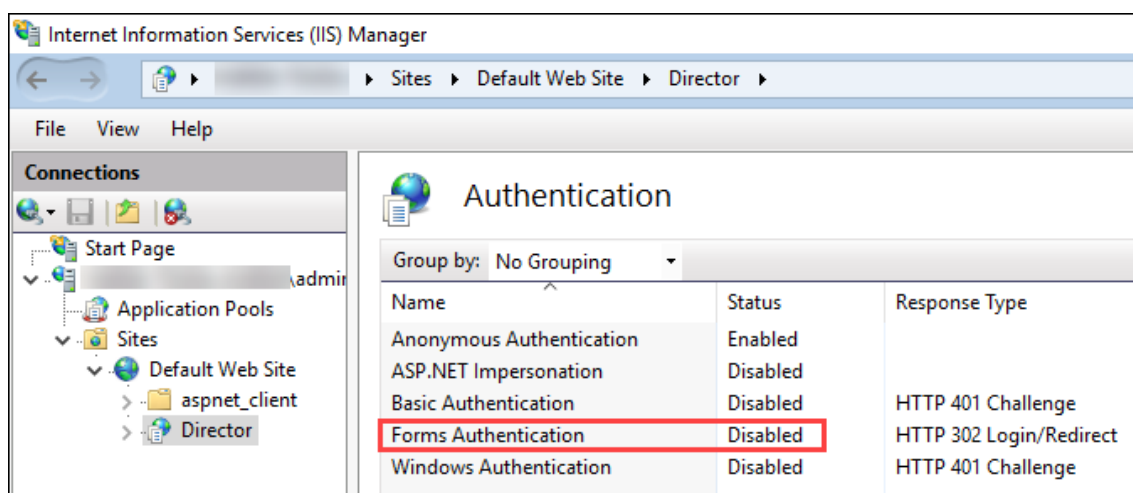 Internet Information Services (IIS) Manager
Sites Default Web Site Director
File View Help
Connections
Start Page
\admin
Application Pools
Sites
Default Web Site
aspnet_client
Director
Authentication
Group by: No Grouping
Name Status Response Type
Anonymous Authentication Enabled
ASP.NET Impersonation Disabled
Basic Authentication Disabled HTTP 401 Challenge
Forms Authentication Disabled HTTP 302 Login/Redirect
Windows Authentication Disabled HTTP 401 Challenge